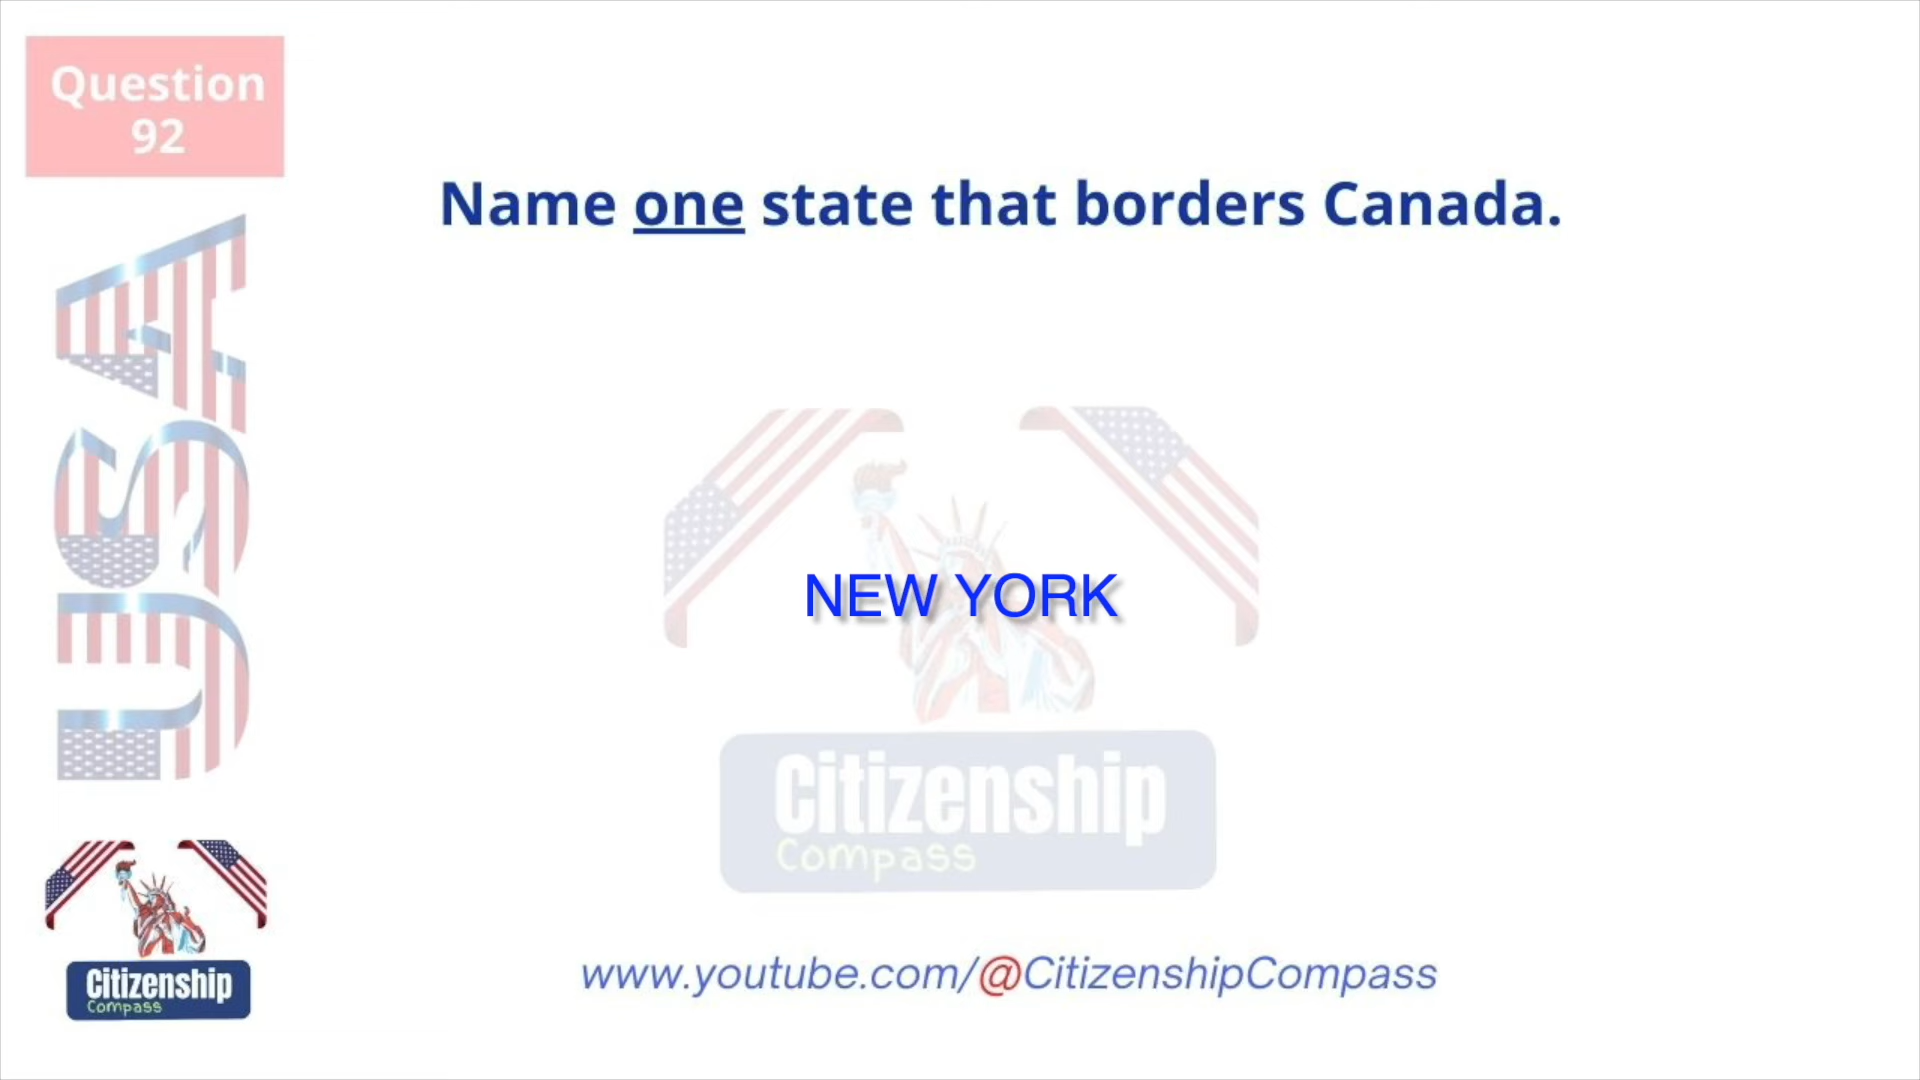 Question
92
Name one state that borders Canada.
USA
NEW YORK
Citizenship
Compass
Citizenship
Compass
www.youtube.com/@CitizenshipCompass